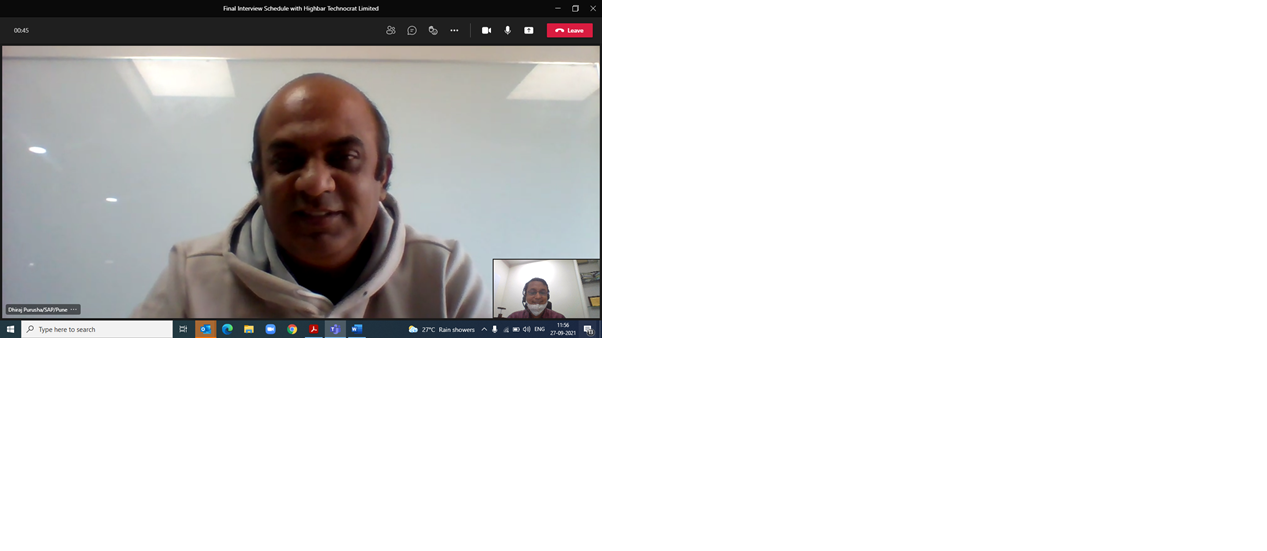 Final Interview Schedule with Highbar Technocrat Limited
00:45
Leave
Dhiraj Purusha/SAP/Pune ···
Type here to search
27°C Rain showers
ENG
11:56
27-09-2021